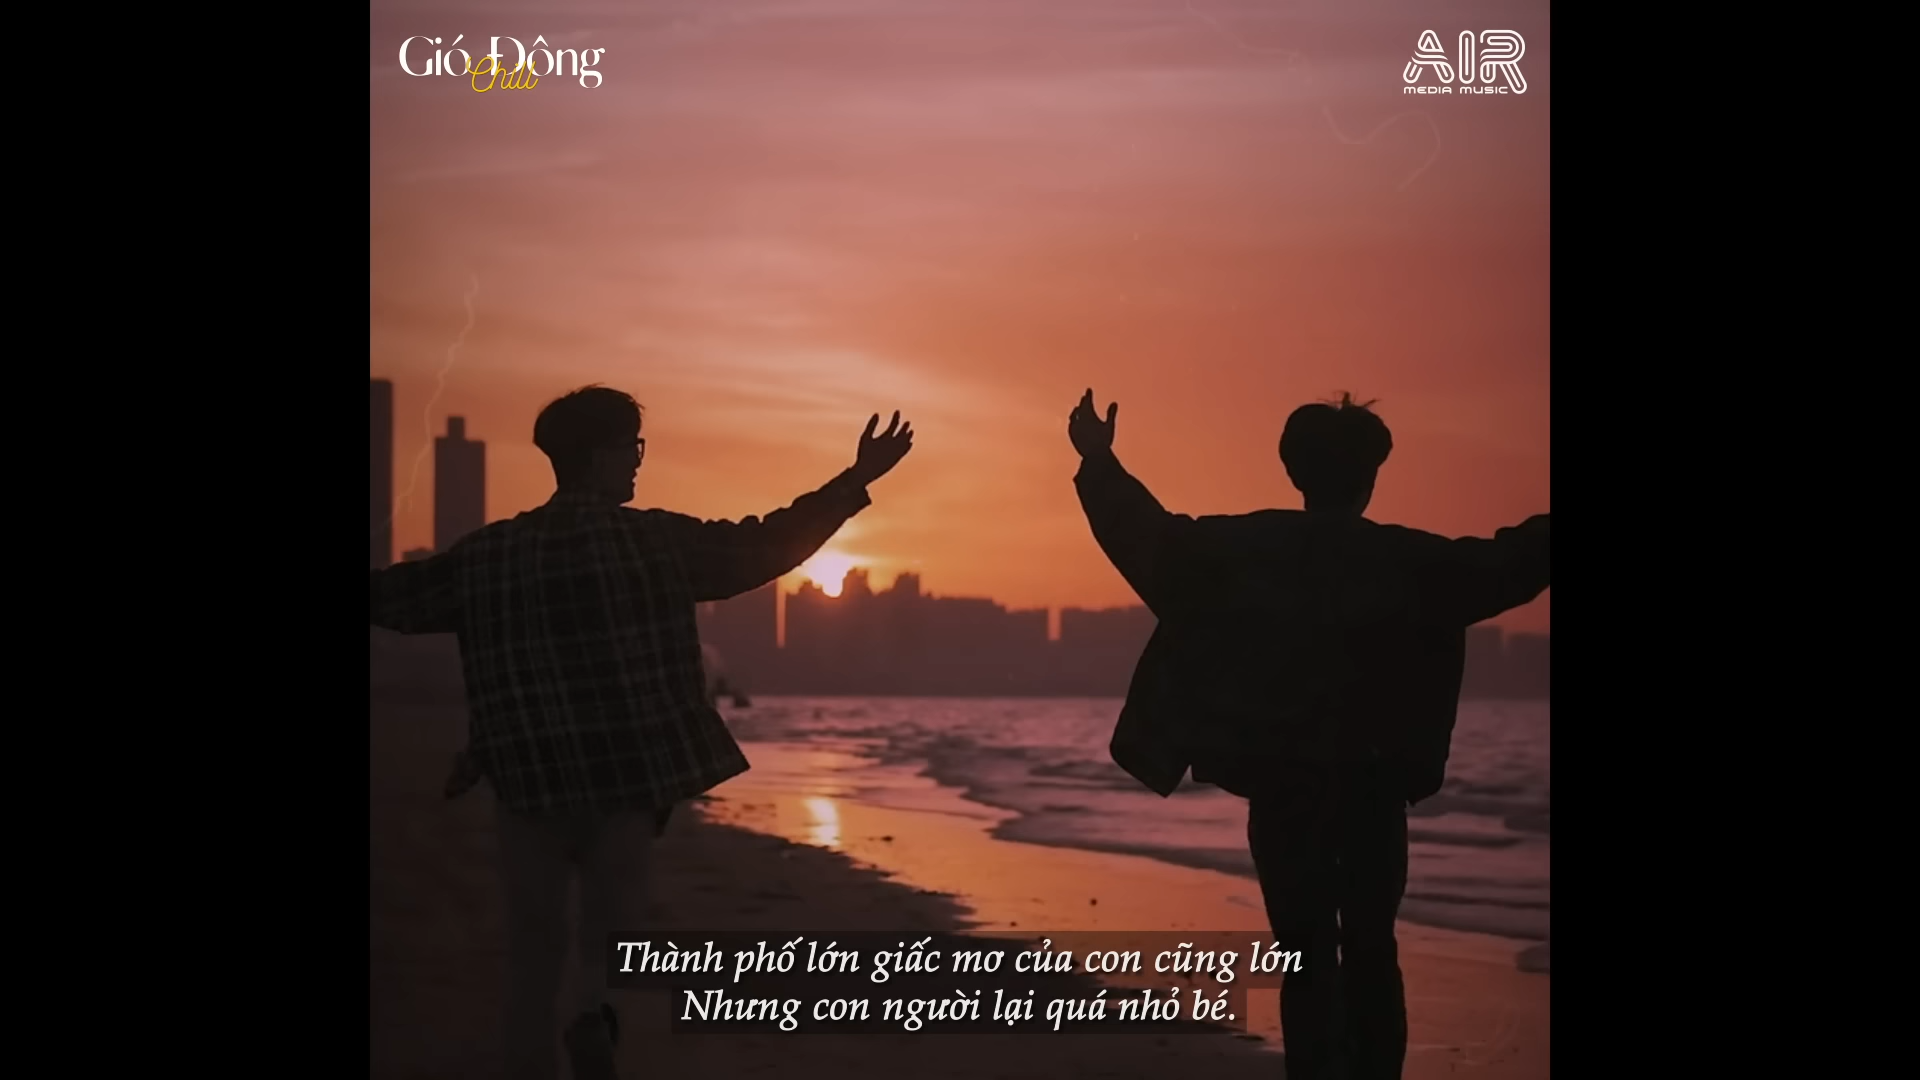 Gió Đông
Chill
AIR
MEDIA MUSIC
Thành phố lớn giấc mơ của con cũng lớn
Nhưng con người lại quá nhỏ bé.